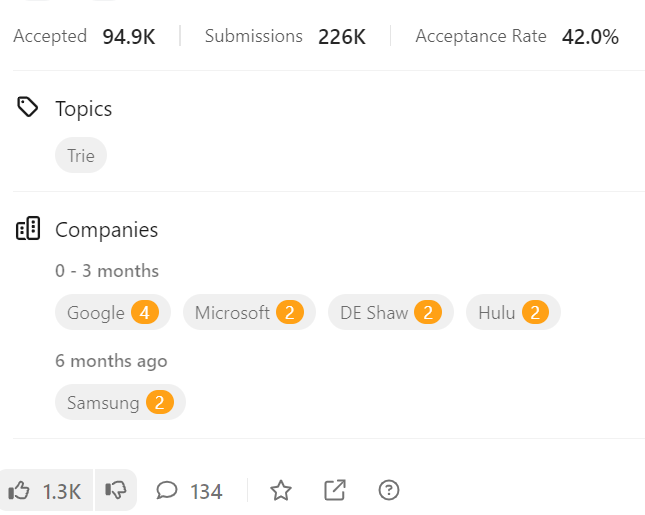 Accepted 94.9K Submissions 226K Acceptance Rate 42.0%
Topics
Trie
Companies
0 - 3 months
Google 4 Microsoft 2 DE Shaw 2 Hulu 2
6 months ago
Samsung 2
1.3K 134